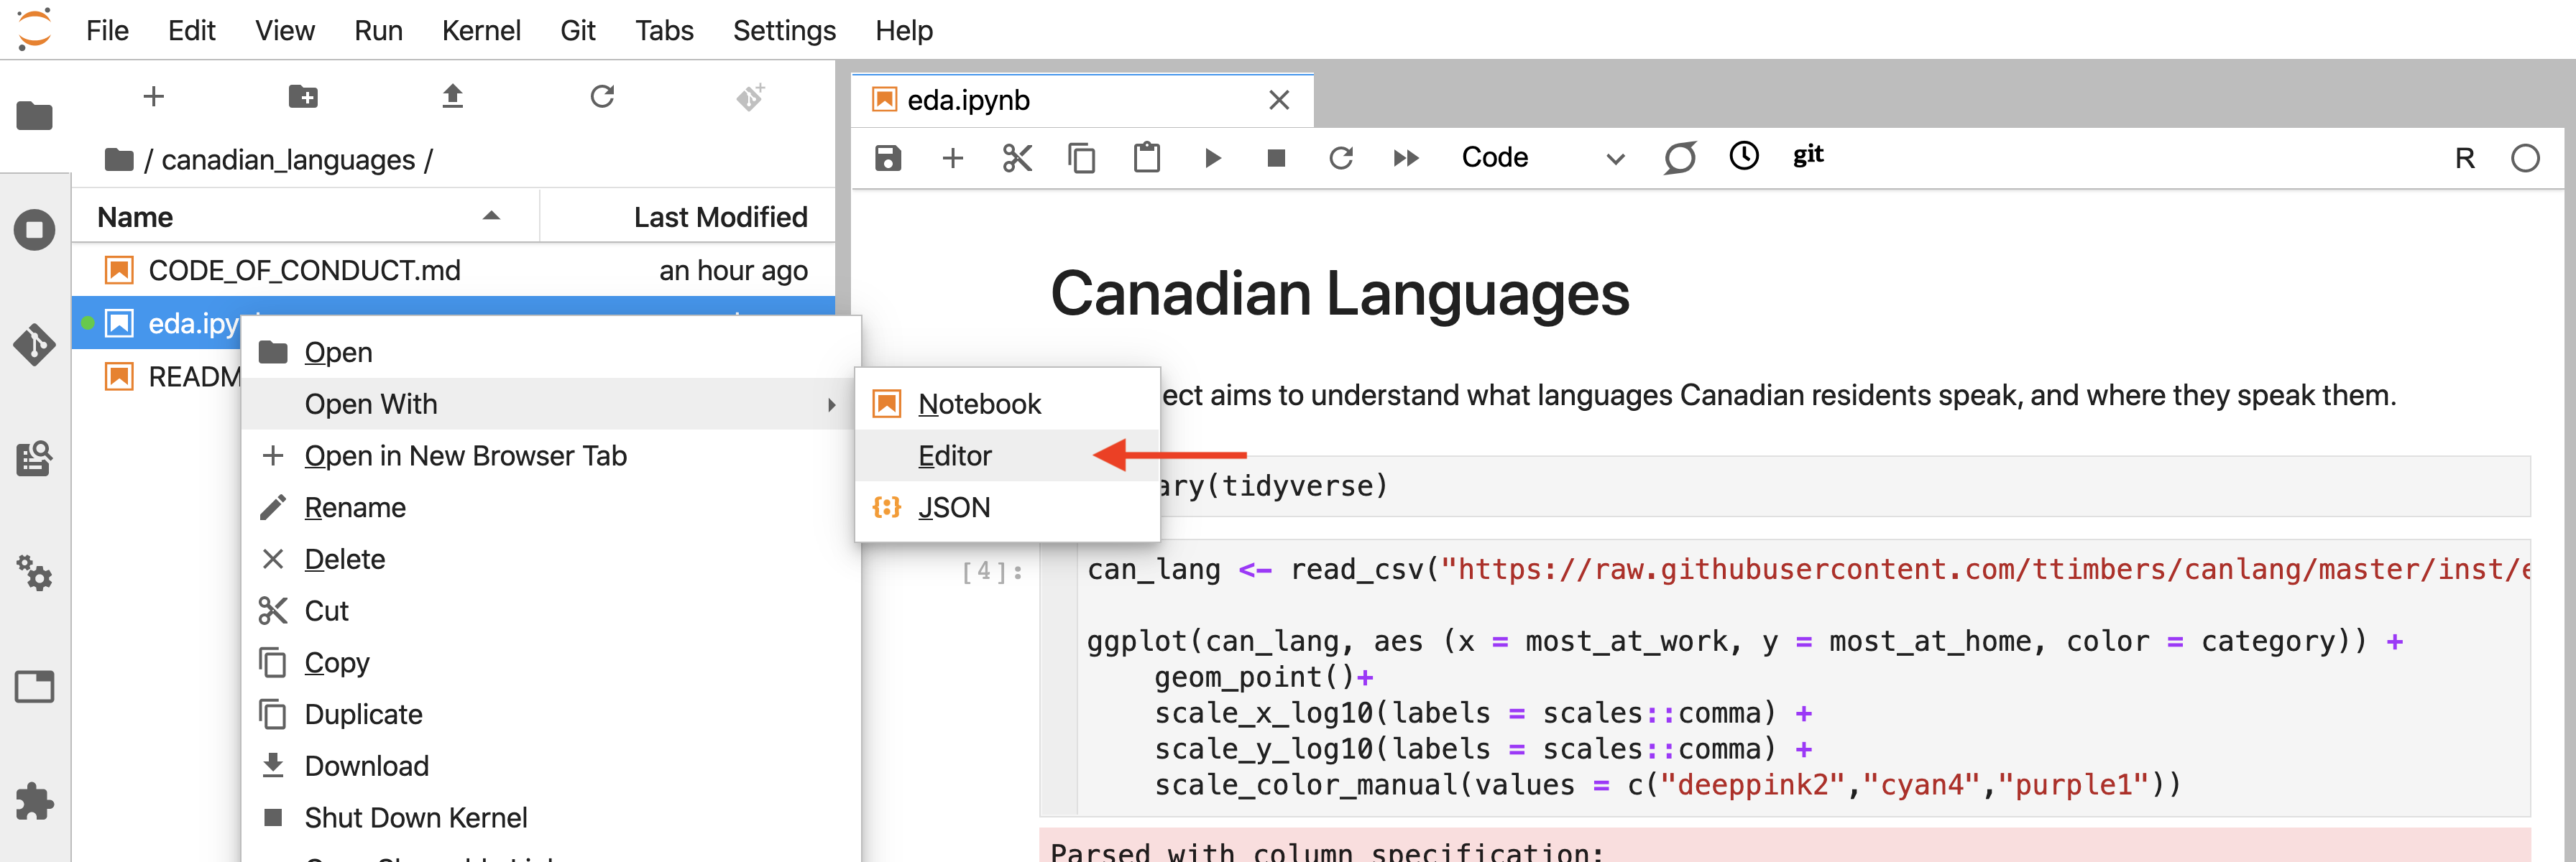 File Edit View Run Kernel Git Tabs Settings Help
/ canadian_languages /
Name Last Modified
CODE_OF_CONDUCT.md an hour ago
eda.ipy
READM
Open
Open With
Open in New Browser Tab
Rename
Delete
Cut
Copy
Duplicate
Download
Shut Down Kernel
Notebook
Editor
JSON
eda.ipynb
Code git R
Canadian Languages
ect aims to understand what languages Canadian residents speak, and where they speak them.
ary(tidyverse)
[4]:
can_lang <- read_csv("https://raw.githubusercontent.com/ttimbers/canlang/master/inst/e
ggplot(can_lang, aes (x = most_at_work, y = most_at_home, color = category)) +
geom_point()+
scale_x_log10(labels = scales::comma) +
scale_y_log10(labels = scales::comma) +
scale_color_manual(values = c("deeppink2","cyan4","purple1"))
Parsed with column specification: